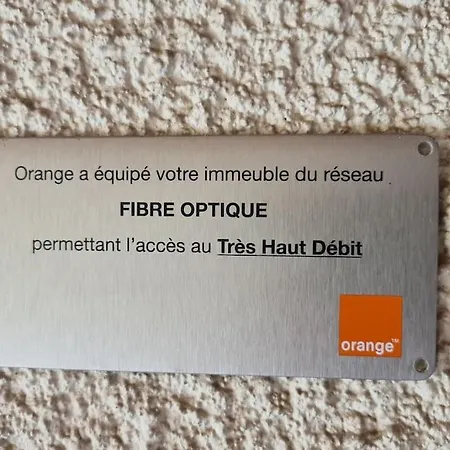 Orange a équipé votre immeuble du réseau
FIBRE OPTIQUE
permettant l'accès au Très Haut Débit
orange™